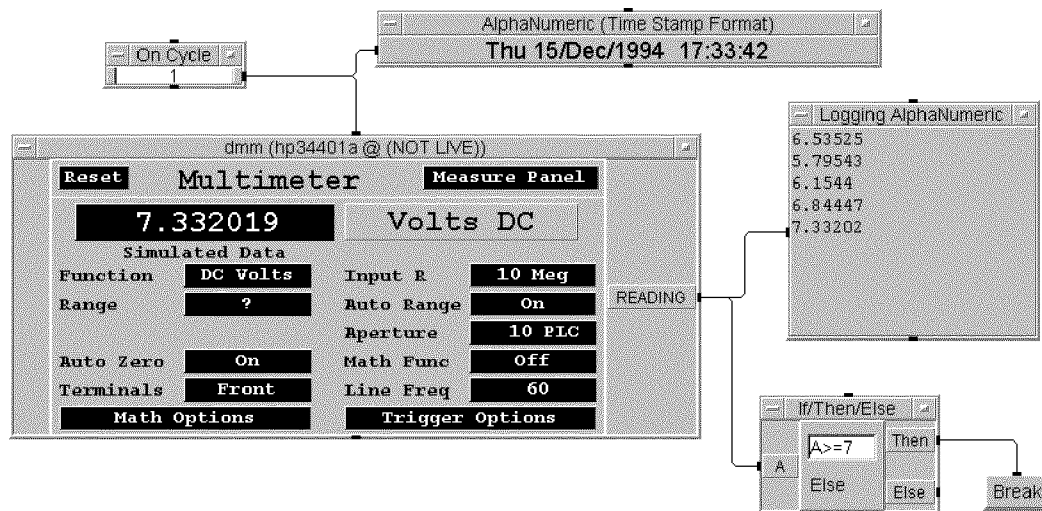 AlphaNumeric (Time Stamp Format)
Thu 15/Dec/1994 17:33:42
On Cycle
1
dmm (hp34401a @ (NOT LIVE))
Reset Multimeter Measure Panel
7.332019 Volts DC
Simulated Data
Function DC Volts Input R 10 Meg
Range ? Auto Range On
Aperture 10 PLC
Auto Zero On Math Func Off
Terminals Front Line Freq 60
Math Options Trigger Options
READING
Logging AlphaNumeric
6.53525
5.79543
6.1544
6.84447
7.33202
If/Then/Else
A A>=7 Then
Else Else
Break